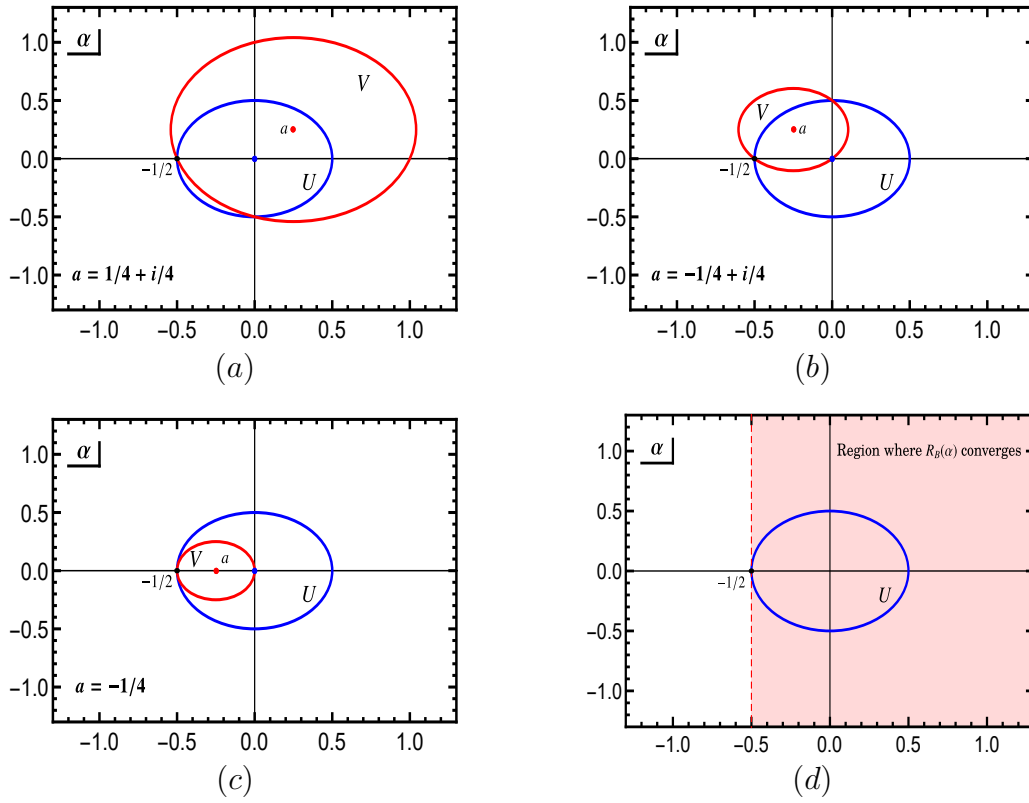 α
1.0
0.5
0.0
−0.5
−1.0
V
a
−1/2
U
a = 1/4 + i/4
−1.0 −0.5 0.0 0.5 1.0
(a)
α
1.0
0.5
0.0
−0.5
−1.0
V
a
−1/2
U
a = −1/4 + i/4
−1.0 −0.5 0.0 0.5 1.0
(b)
α
1.0
0.5
0.0
−0.5
−1.0
V a
−1/2
U
a = −1/4
−1.0 −0.5 0.0 0.5 1.0
(c)
α
Region where R_B(α) converges
1.0
0.5
0.0
−0.5
−1.0
−1/2
U
−1.0 −0.5 0.0 0.5 1.0
(d)